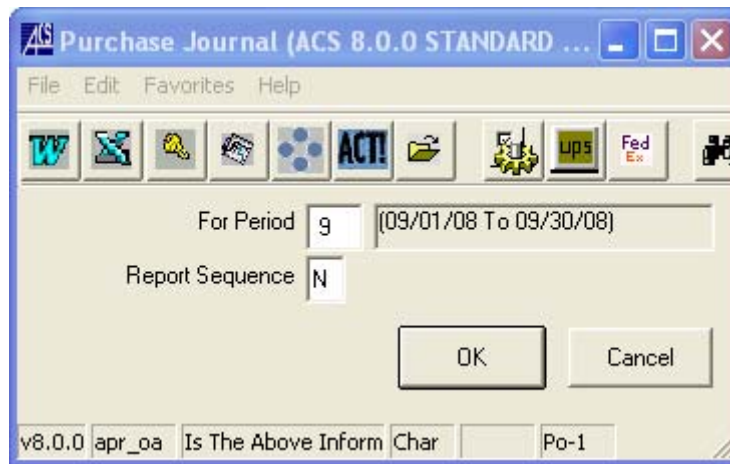 ACS Purchase Journal (ACS 8.0.0 STANDARD ...
File Edit Favorites Help
W X ACT! ups Fed Ex
For Period 9 (09/01/08 To 09/30/08)
Report Sequence N
OK Cancel
v8.0.0 apr_oa Is The Above Inform Char Po-1